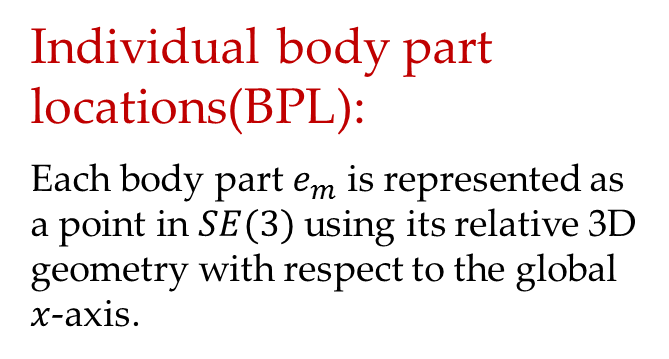 Individual body part
locations(BPL):
Each body part eₘ is represented as
a point in SE(3) using its relative 3D
geometry with respect to the global
x-axis.